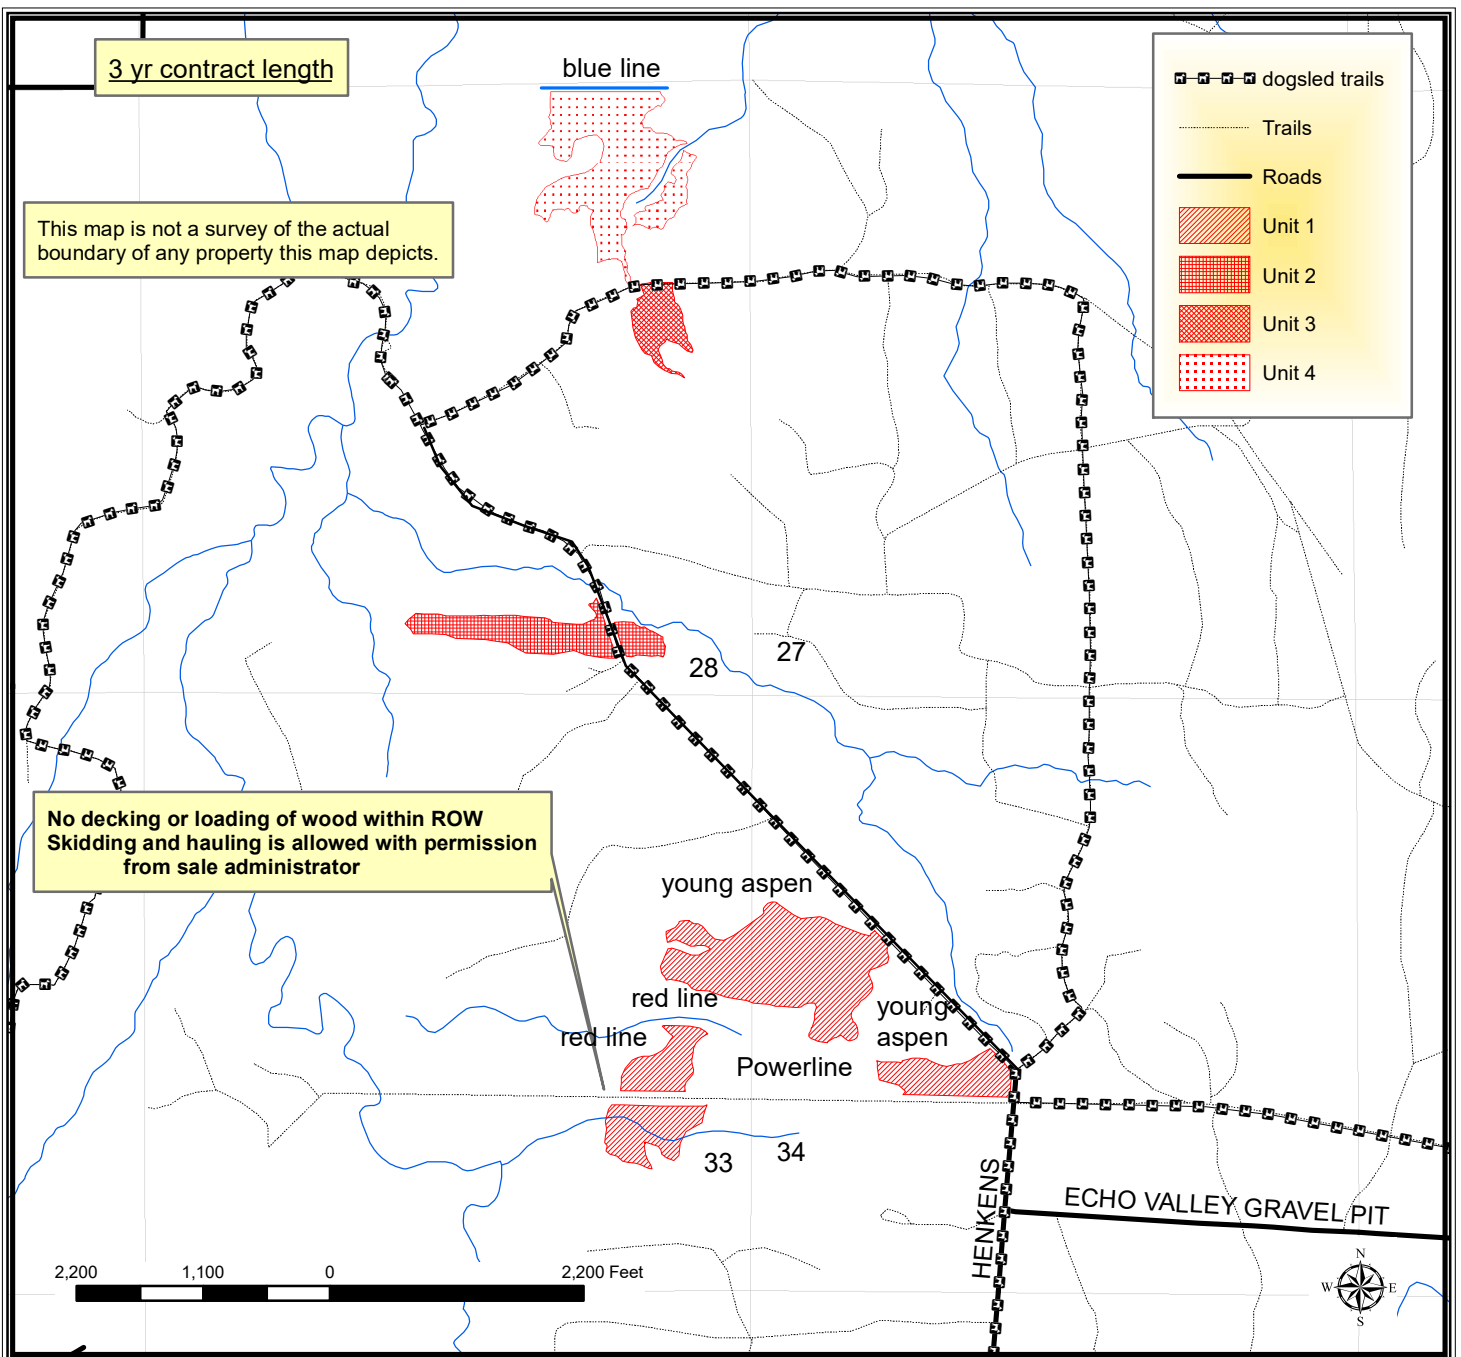 3 yr contract length
blue line
dogsled trails
Trails
Roads
Unit 1
Unit 2
Unit 3
Unit 4
This map is not a survey of the actual
boundary of any property this map depicts.
28
27
No decking or loading of wood within ROW
Skidding and hauling is allowed with permission
from sale administrator
young aspen
red line
young
aspen
red line
Powerline
33
34
HENKENS
ECHO VALLEY GRAVEL PIT
2,200 1,100 0 2,200 Feet
N
W E
S